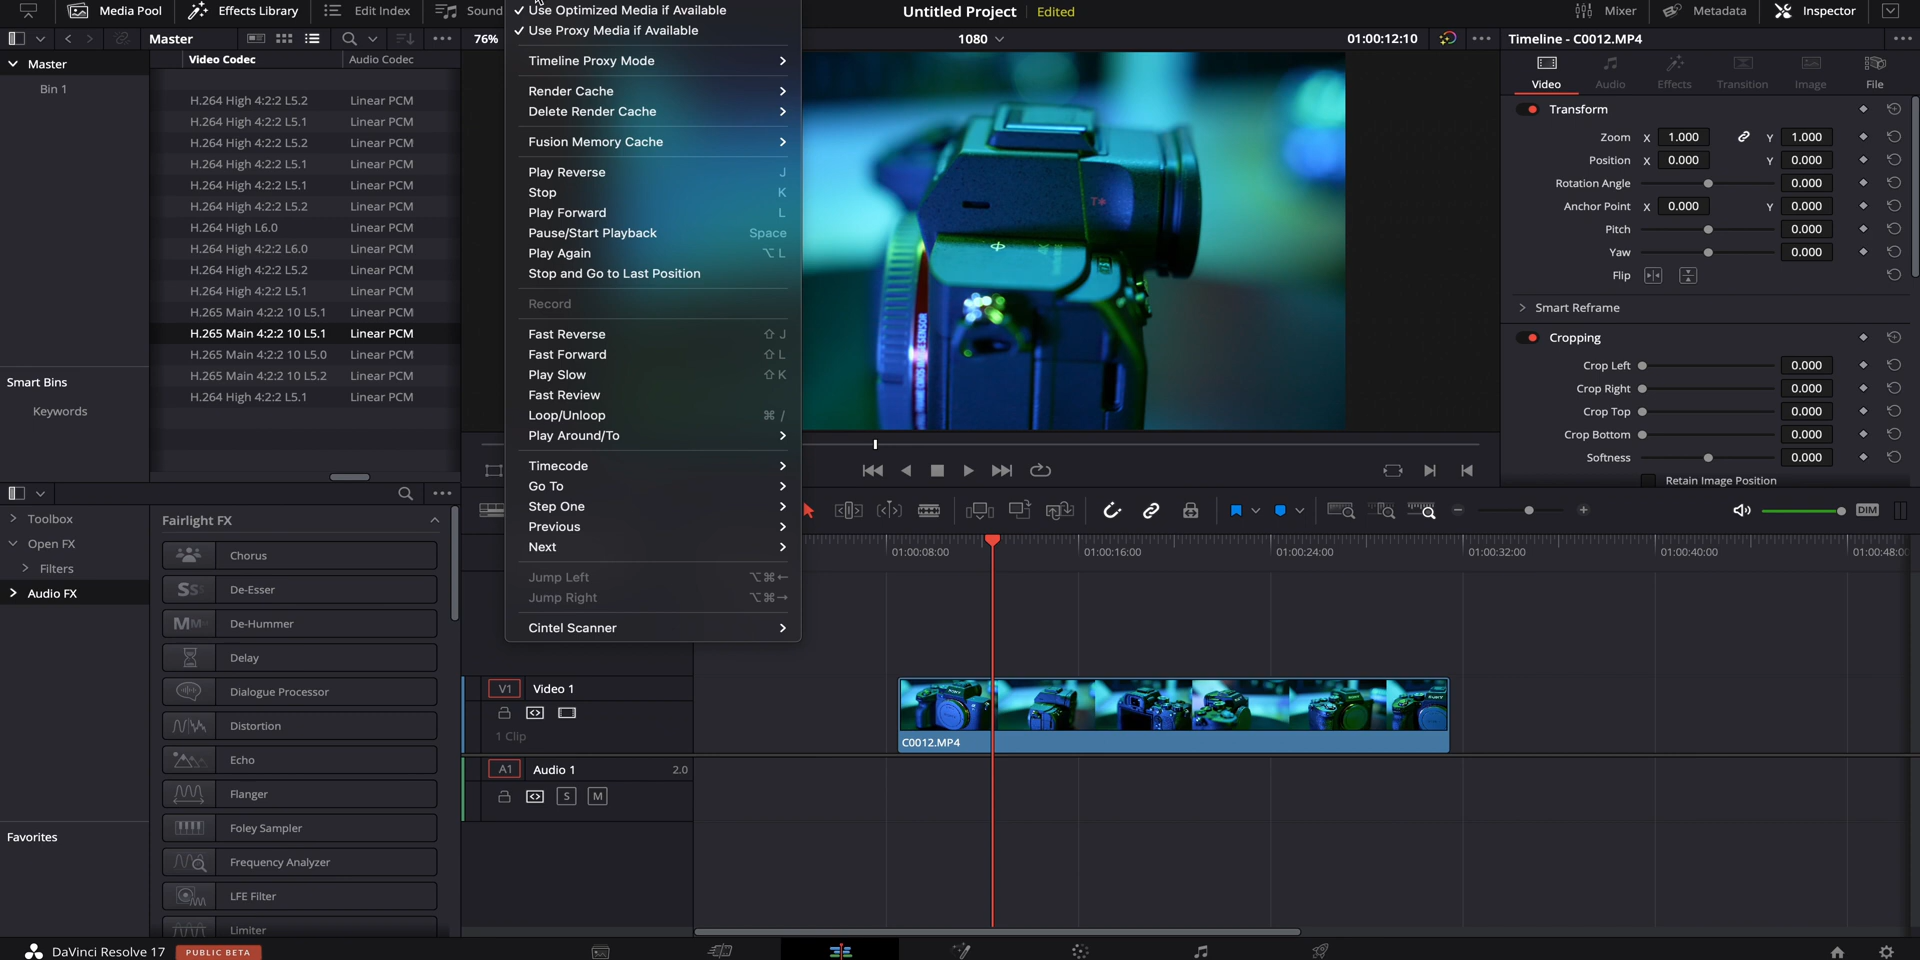 Media Pool
Effects Library
Edit Index
Sound
Untitled Project
Edited
Mixer
Metadata
Inspector
Master
76%
1080
01:00:12:10
Timeline - C0012.MP4
Master
Bin 1
Smart Bins
Keywords
Video Codec
Audio Codec
H.264 High 4:2:2 L5.2
Linear PCM
H.264 High 4:2:2 L5.1
Linear PCM
H.264 High 4:2:2 L5.2
Linear PCM
H.264 High 4:2:2 L5.1
Linear PCM
H.264 High 4:2:2 L5.1
Linear PCM
H.264 High 4:2:2 L5.2
Linear PCM
H.264 High L6.0
Linear PCM
H.264 High 4:2:2 L6.0
Linear PCM
H.264 High 4:2:2 L5.2
Linear PCM
H.264 High 4:2:2 L5.1
Linear PCM
H.265 Main 4:2:2 10 L5.1
Linear PCM
H.265 Main 4:2:2 10 L5.1
Linear PCM
H.265 Main 4:2:2 10 L5.0
Linear PCM
H.265 Main 4:2:2 10 L5.2
Linear PCM
H.264 High 4:2:2 L5.1
Linear PCM
✓ Use Optimized Media if Available
✓ Use Proxy Media if Available
Timeline Proxy Mode
Render Cache
Delete Render Cache
Fusion Memory Cache
Play Reverse J
Stop K
Play Forward L
Pause/Start Playback Space
Play Again ⌥ L
Stop and Go to Last Position
Record
Fast Reverse ⇧ J
Fast Forward ⇧ L
Play Slow ⇧ K
Fast Review
Loop/Unloop ⌘ /
Play Around/To
Timecode
Go To
Step One
Previous
Next
Jump Left ⌥⌘←
Jump Right ⌥⌘→
Cintel Scanner
T*
Video
Audio
Effects
Transition
Image
File
Transform
Zoom X 1.000 Y 1.000
Position X 0.000 Y 0.000
Rotation Angle 0.000
Anchor Point X 0.000 Y 0.000
Pitch 0.000
Yaw 0.000
Flip
Smart Reframe
Cropping
Crop Left 0.000
Crop Right 0.000
Crop Top 0.000
Crop Bottom 0.000
Softness 0.000
Retain Image Position
DIM
Toolbox
Open FX
Filters
Audio FX
Favorites
Fairlight FX
Chorus
De-Esser
De-Hummer
Delay
Dialogue Processor
Distortion
Echo
Flanger
Foley Sampler
Frequency Analyzer
LFE Filter
Limiter
01:00:08:00
01:00:16:00
01:00:24:00
01:00:32:00
01:00:40:00
01:00:48:00
V1
Video 1
1 Clip
C0012.MP4
A1
Audio 1
2.0
S
M
DaVinci Resolve 17
PUBLIC BETA